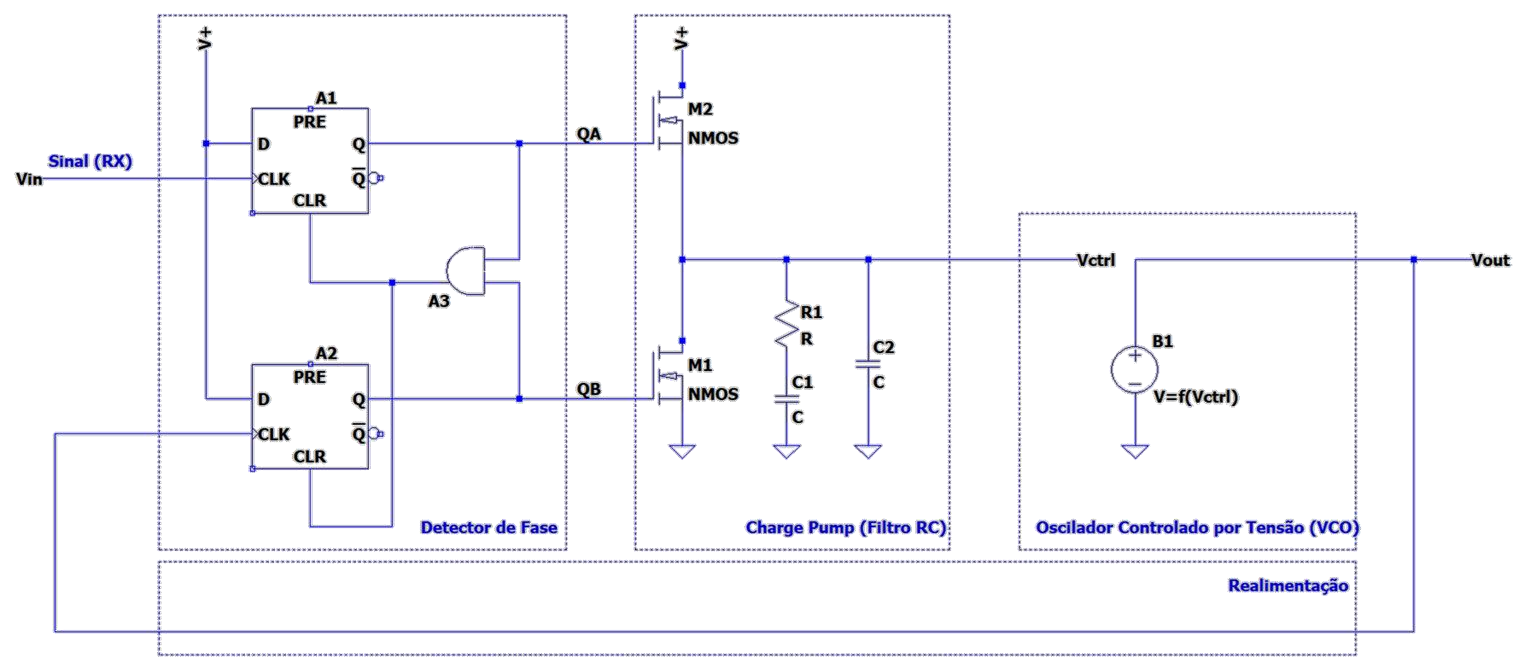 V+
V+
A1
PRE
D
Q
Sinal (RX)
Vin
CLK
Q
CLR
QA
M2
NMOS
A3
Vctrl
Vout
R1
R
A2
PRE
D
Q
CLK
Q
CLR
QB
M1
NMOS
C1
C
C2
C
B1
V=f(Vctrl)
Detector de Fase
Charge Pump (Filtro RC)
Oscilador Controlado por Tensão (VCO)
Realimentação